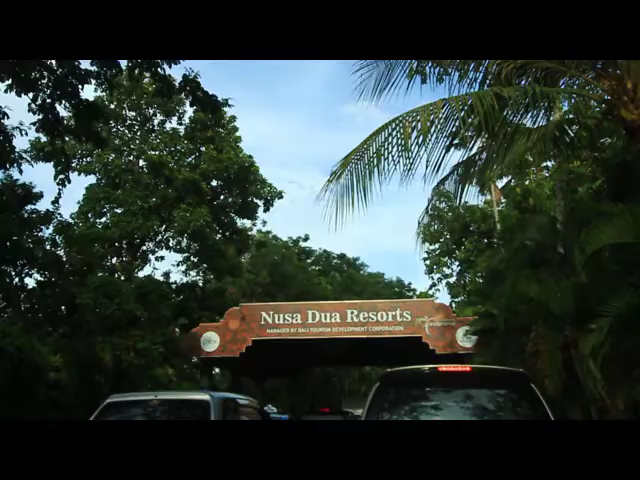 Nusa Dua Resorts
MANAGED BY BALI TOURISM DEVELOPMENT CORPORATION